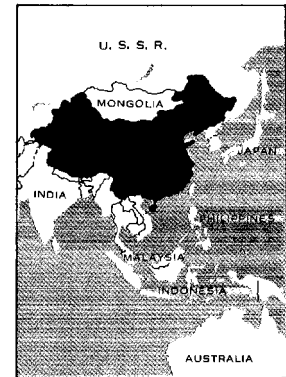 U. S. S. R.
MONGOLIA
JAPAN
INDIA
PHILIPPINES
MALAYSIA
INDONESIA
AUSTRALIA